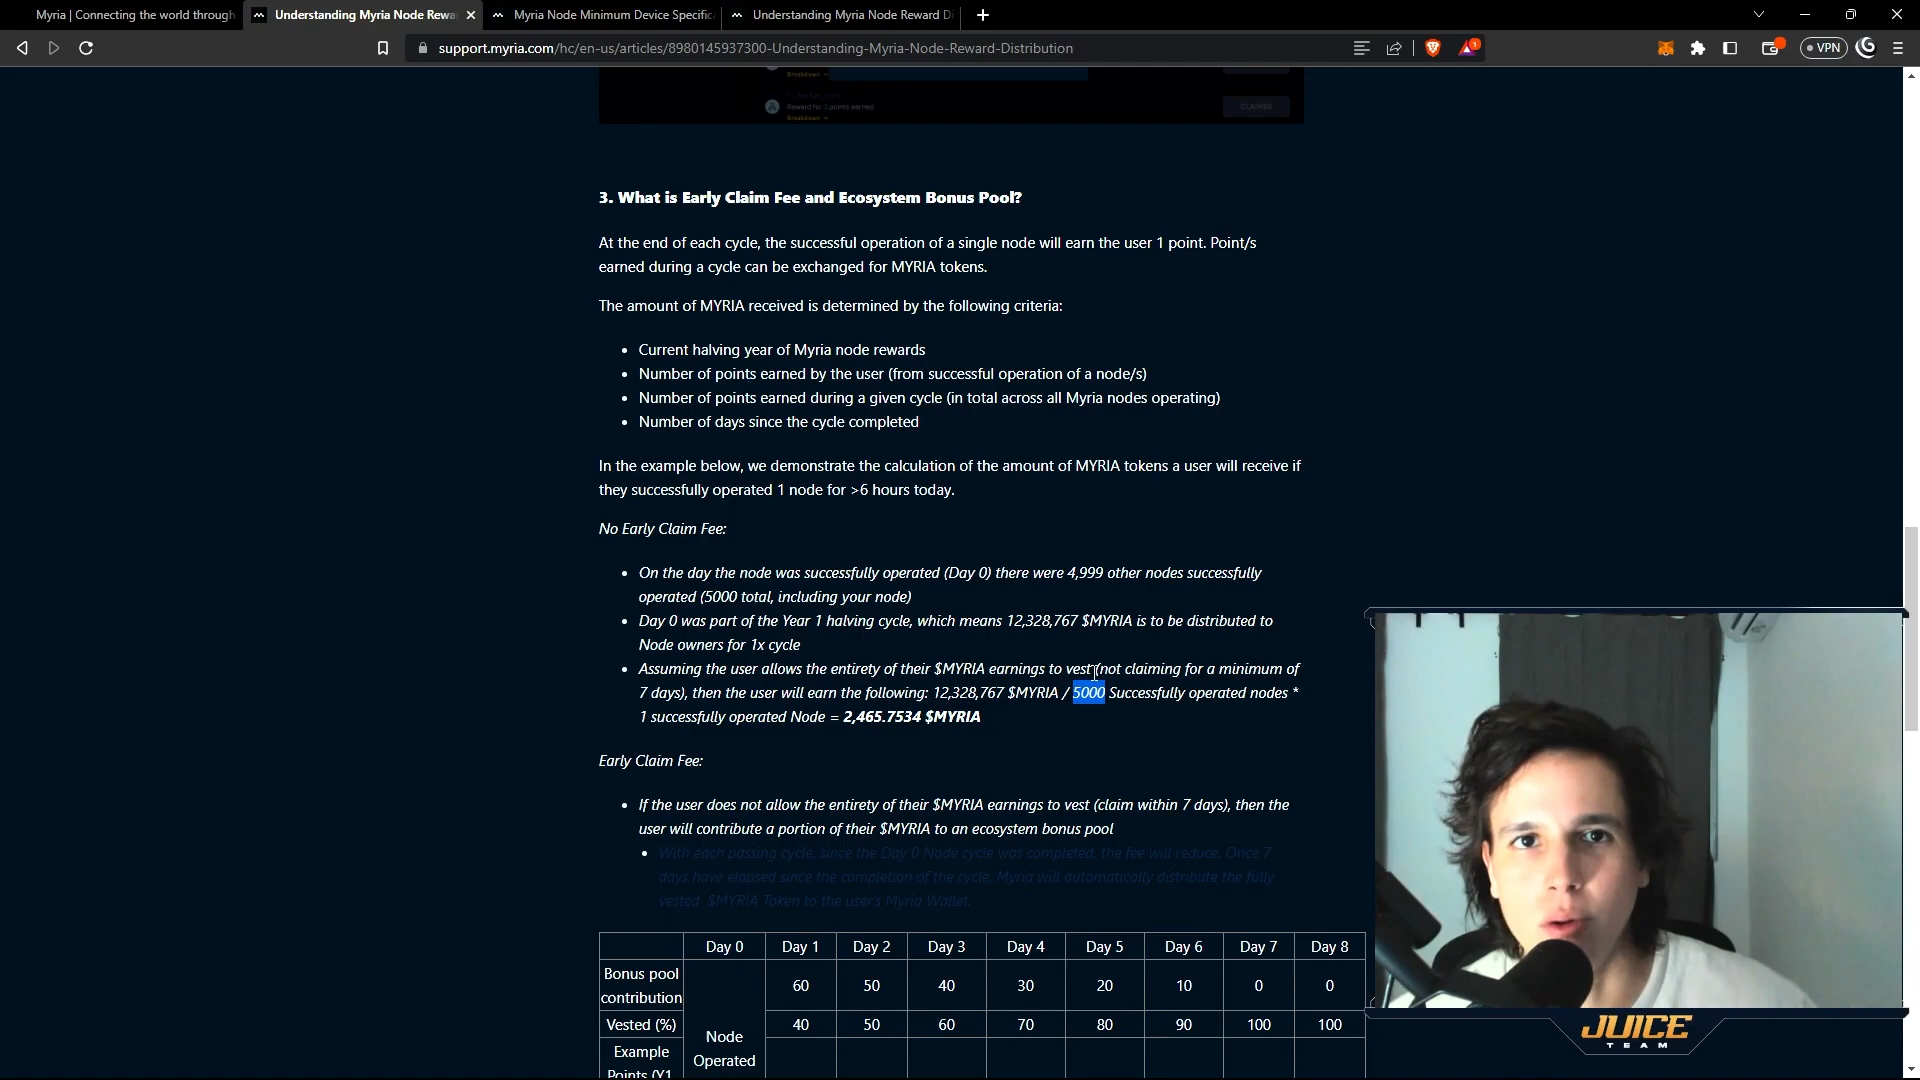 Myria | Connecting the world through
Understanding Myria Node Rewa
Myria Node Minimum Device Specific
Understanding Myria Node Reward Di
support.myria.com/hc/en-us/articles/8980145937300-Understanding-Myria-Node-Reward-Distribution
1
VPN
Breakdown
Reward for 2 points earned
Breakdown
CLAIMED
3. What is Early Claim Fee and Ecosystem Bonus Pool?
At the end of each cycle, the successful operation of a single node will earn the user 1 point. Point/s
earned during a cycle can be exchanged for MYRIA tokens.
The amount of MYRIA received is determined by the following criteria:
• Current halving year of Myria node rewards
• Number of points earned by the user (from successful operation of a node/s)
• Number of points earned during a given cycle (in total across all Myria nodes operating)
• Number of days since the cycle completed
In the example below, we demonstrate the calculation of the amount of MYRIA tokens a user will receive if
they successfully operated 1 node for >6 hours today.
No Early Claim Fee:
• On the day the node was successfully operated (Day 0) there were 4,999 other nodes successfully
operated (5000 total, including your node)
• Day 0 was part of the Year 1 halving cycle, which means 12,328,767 $MYRIA is to be distributed to
Node owners for 1x cycle
• Assuming the user allows the entirety of their $MYRIA earnings to vest (not claiming for a minimum of
7 days), then the user will earn the following: 12,328,767 $MYRIA / 5000 Successfully operated nodes *
1 successfully operated Node = 2,465.7534 $MYRIA
Early Claim Fee:
• If the user does not allow the entirety of their $MYRIA earnings to vest (claim within 7 days), then the
user will contribute a portion of their $MYRIA to an ecosystem bonus pool
• With each passing cycle, since the Day 0 Node cycle was completed, the fee will reduce. Once 7
days have elapsed since the completion of the cycle, Myria will automatically distribute the fully
vested $MYRIA Token to the user's Myria Wallet.
Day 0 Day 1 Day 2 Day 3 Day 4 Day 5 Day 6 Day 7 Day 8
Bonus pool
contribution
60 50 40 30 20 10 0 0
Vested (%) 40 50 60 70 80 90 100 100
Node
Operated
Example
Points (Y1
JUICE
TEAM